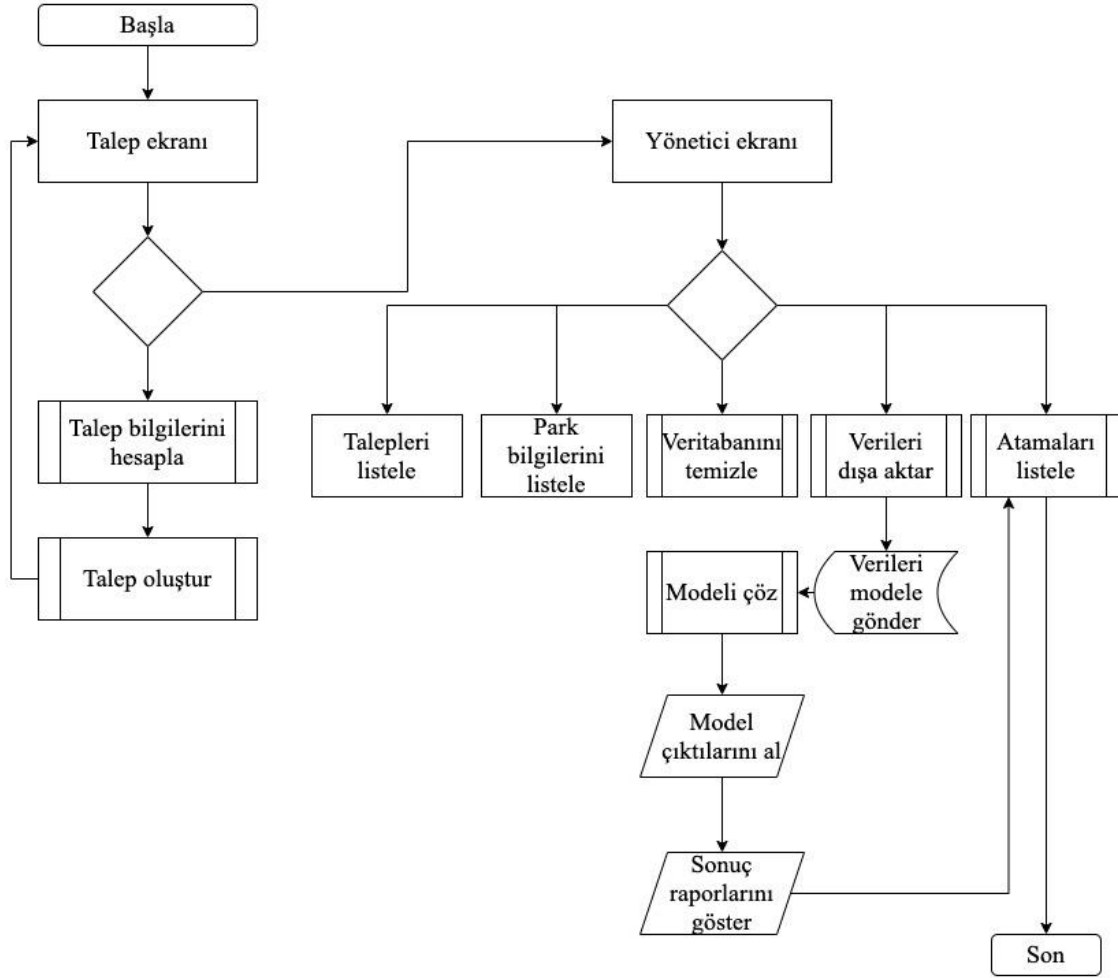 Başla
Talep ekranı
Yönetici ekranı
Talep bilgilerini
hesapla
Talepleri
listele
Park
bilgilerini
listele
Veritabanını
temizle
Verileri
dışa aktar
Atamaları
listele
Talep oluştur
Modeli çöz
Verileri
modele
gönder
Model
çıktılarını al
Sonuç
raporlarını
göster
Son